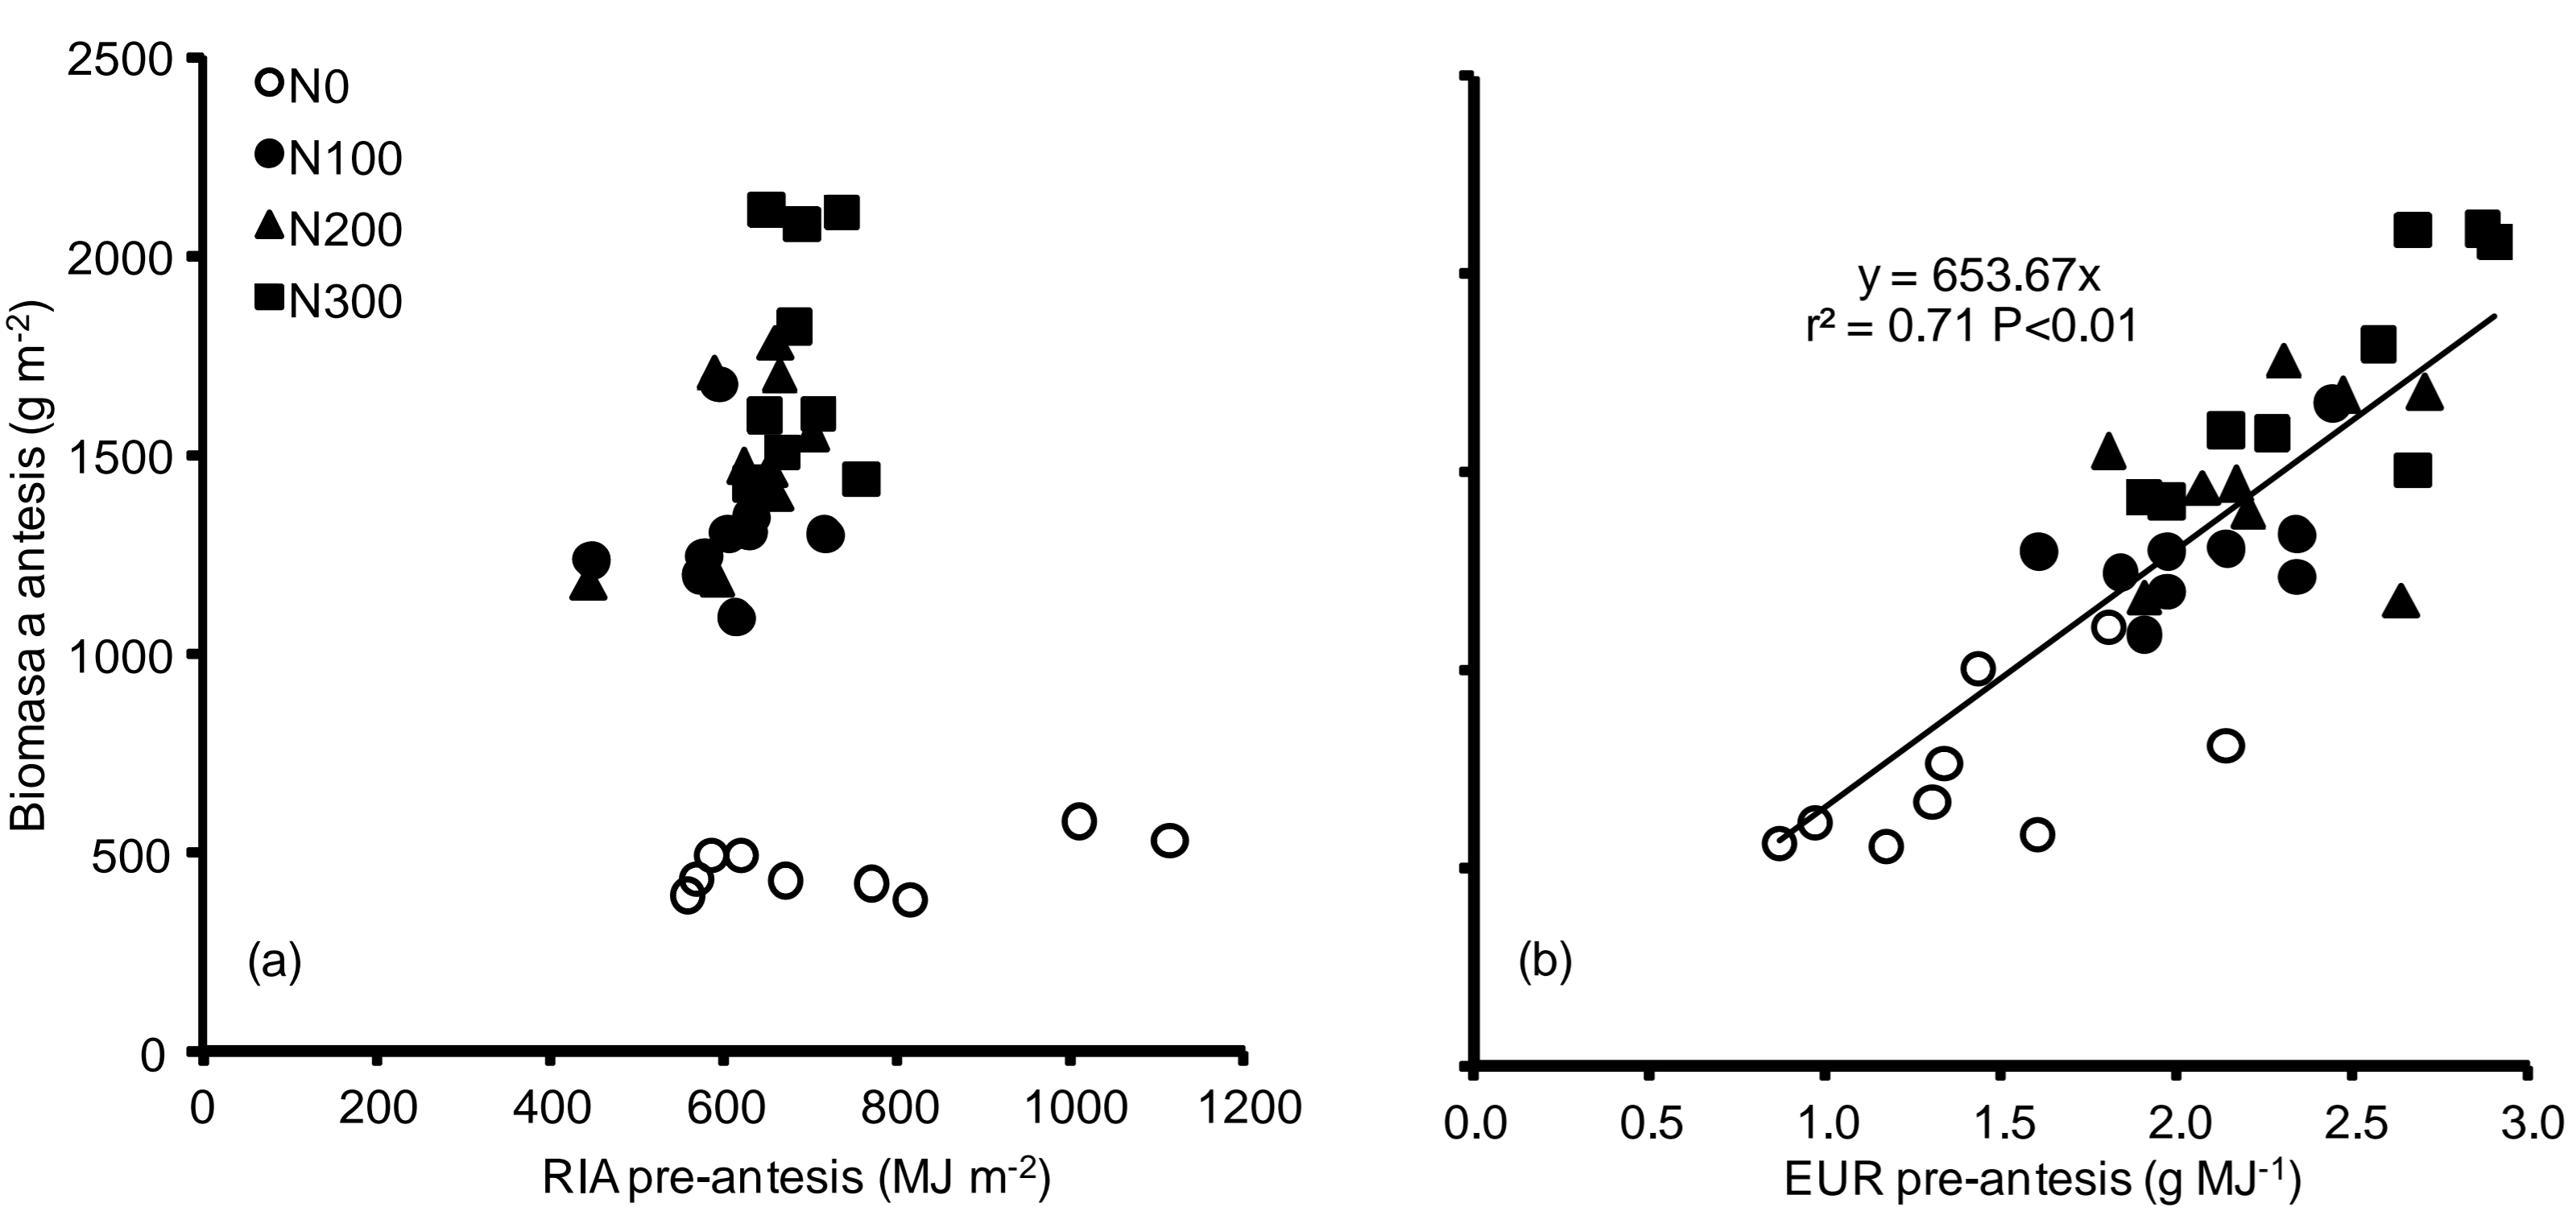 2500
2000
1500
1000
500
0
Biomasa a antesis (g m-2)
N0
N100
N200
N300
(a)
0 200 400 600 800 1000 1200
RIA pre-antesis (MJ m-2)
y = 653.67x
r² = 0.71 P<0.01
(b)
0.0 0.5 1.0 1.5 2.0 2.5 3.0
EUR pre-antesis (g MJ-1)